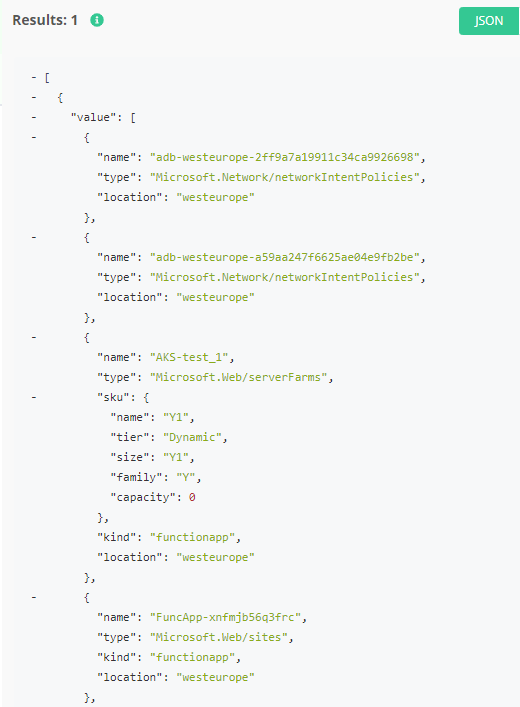 Results: 1 i
JSON
- [
- {
- "value": [
- {
"name": "adb-westeurope-2ff9a7a19911c34ca9926698",
"type": "Microsoft.Network/networkIntentPolicies",
"location": "westeurope"
},
- {
"name": "adb-westeurope-a59aa247f6625ae04e9fb2be",
"type": "Microsoft.Network/networkIntentPolicies",
"location": "westeurope"
},
- {
"name": "AKS-test_1",
"type": "Microsoft.Web/serverFarms",
- "sku": {
"name": "Y1",
"tier": "Dynamic",
"size": "Y1",
"family": "Y",
"capacity": 0
},
"kind": "functionapp",
"location": "westeurope"
},
- {
"name": "FuncApp-xnfmjb56q3frc",
"type": "Microsoft.Web/sites",
"kind": "functionapp",
"location": "westeurope"
},